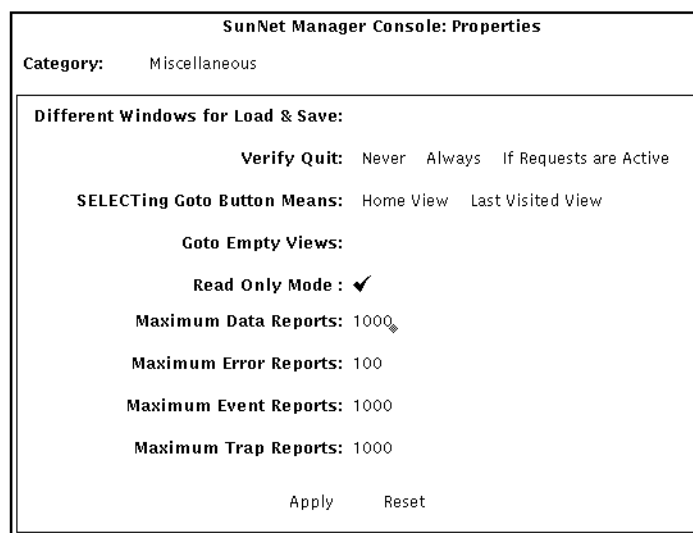 SunNet Manager Console: Properties
Category: Miscellaneous
Different Windows for Load & Save:
Verify Quit: Never Always If Requests are Active
SELECTing Goto Button Means: Home View Last Visited View
Goto Empty Views:
Read Only Mode : ✔
Maximum Data Reports: 1000
Maximum Error Reports: 100
Maximum Event Reports: 1000
Maximum Trap Reports: 1000
Apply Reset